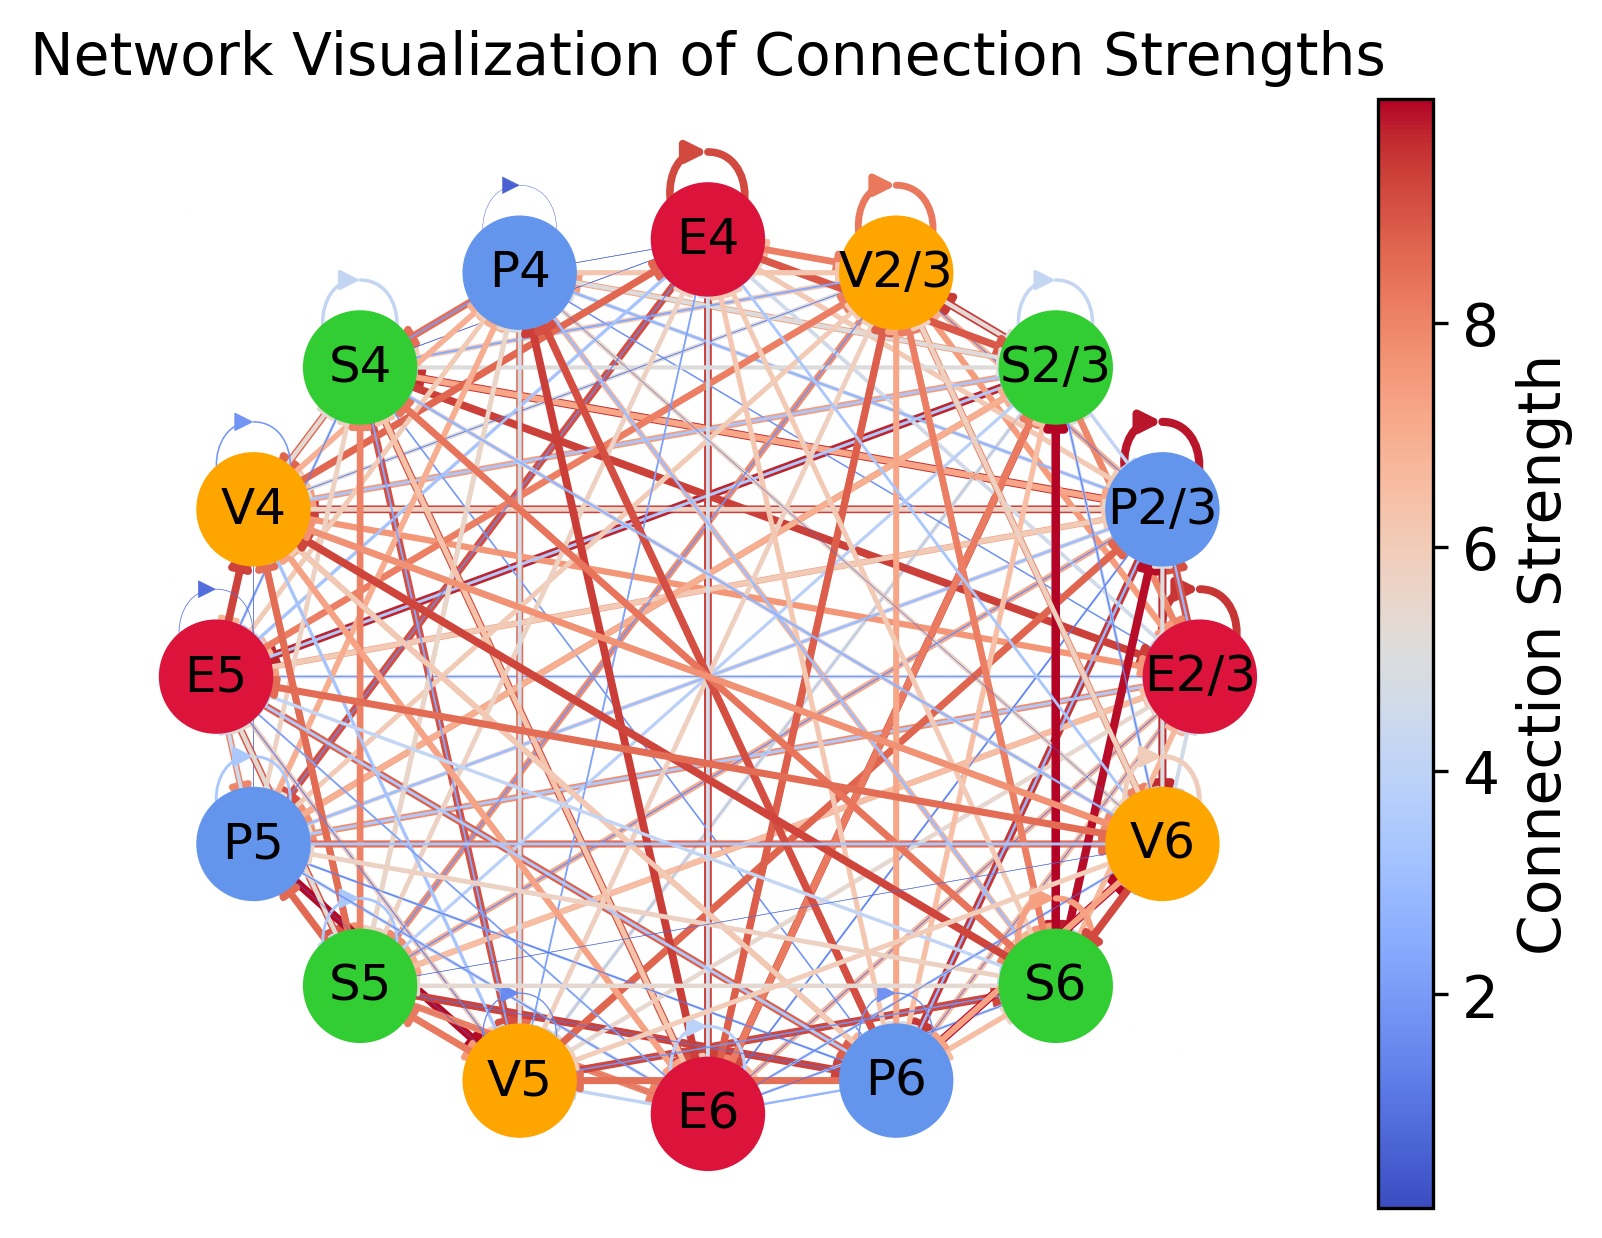 Network Visualization of Connection Strengths
E4
P4
V2/3
S4
S2/3
V4
P2/3
E5
E2/3
P5
V6
S5
S6
V5
P6
E6
8
6
4
2
Connection Strength